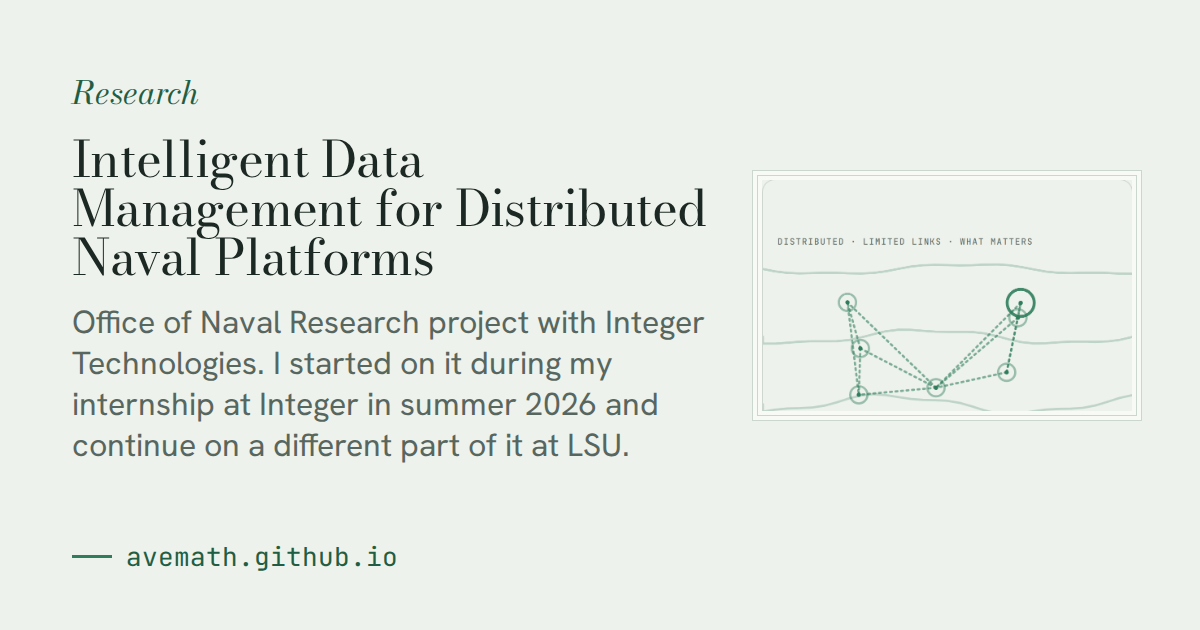 Research
Intelligent Data
Management for Distributed
Naval Platforms
Office of Naval Research project with Integer
Technologies. I started on it during my
internship at Integer in summer 2026 and
continue on a different part of it at LSU.
DISTRIBUTED · LIMITED LINKS · WHAT MATTERS
avemath.github.io